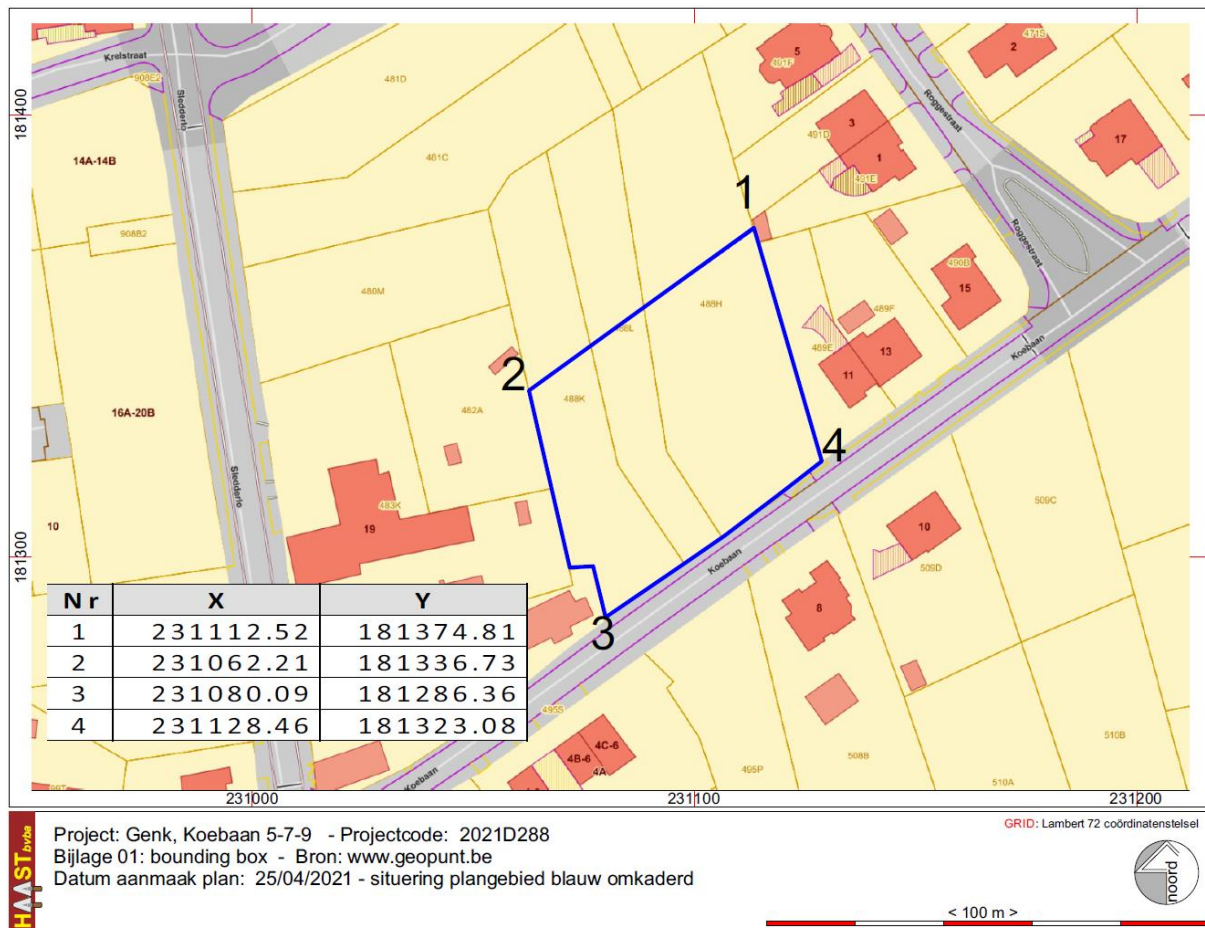 Krelstraat
908E2
481D
5
491F
2
471S
181400
Sledderlo
Roggestraat
491D
3
17
14A-14B
481C
1
1
491E
908B2
Roggestraat
490B
480M
488H
15
489F
Koebaan
489E
13
2
11
488K
16A-20B
482A
4
Sledderlo
483K
509C
10
19
10
181300
Koebaan
509D
8
Nr X Y
1 231112.52 181374.81
2 231062.21 181336.73
3 231080.09 181286.36
4 231128.46 181323.08
3
495S
510B
4C-6
4B-6
4A
508B
495P
510A
Koebaan
231000
231100
231200
HAAST bvba
Project: Genk, Koebaan 5-7-9 - Projectcode: 2021D288
Bijlage 01: bounding box - Bron: www.geopunt.be
Datum aanmaak plan: 25/04/2021 - situering plangebied blauw omkaderd
GRID: Lambert 72 coördinatenstelsel
noord
< 100 m >